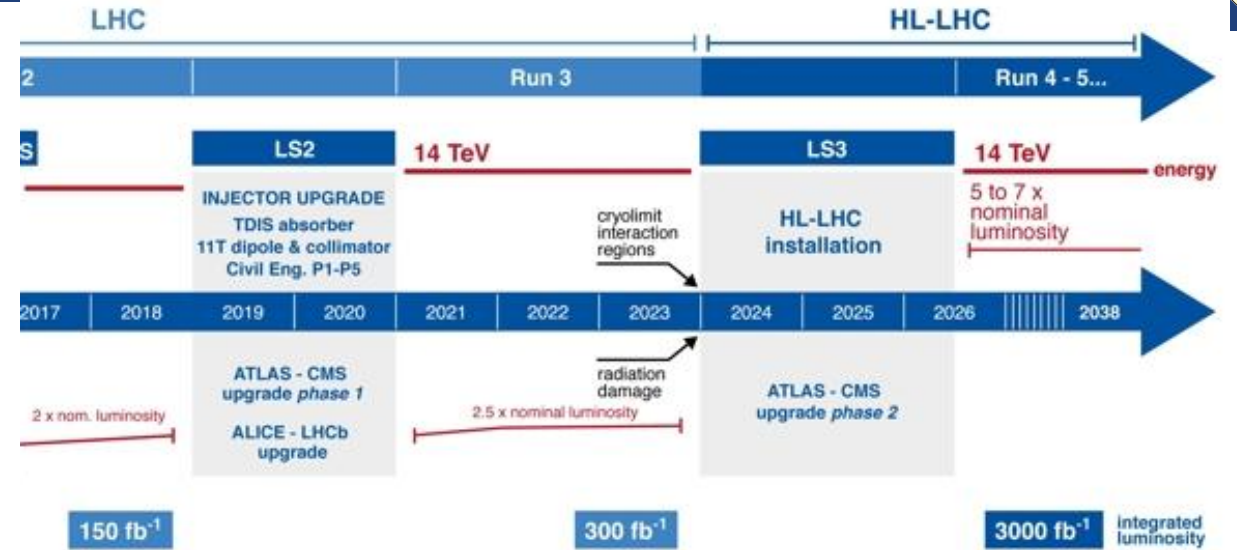 LHC
HL-LHC
2
Run 3
Run 4 - 5...
S
LS2
14 TeV
LS3
14 TeV
energy
INJECTOR UPGRADE
TDIS absorber
11T dipole & collimator
Civil Eng. P1-P5
cryolimit
interaction
regions
HL-LHC
installation
5 to 7 x
nominal
luminosity
2017
2018
2019
2020
2021
2022
2023
2024
2025
2026
2038
ATLAS - CMS
upgrade phase 1
ALICE - LHCb
upgrade
2 x nom. luminosity
2.5 x nominal luminosity
radiation
damage
ATLAS - CMS
upgrade phase 2
150 fb⁻¹
300 fb⁻¹
3000 fb⁻¹
integrated
luminosity